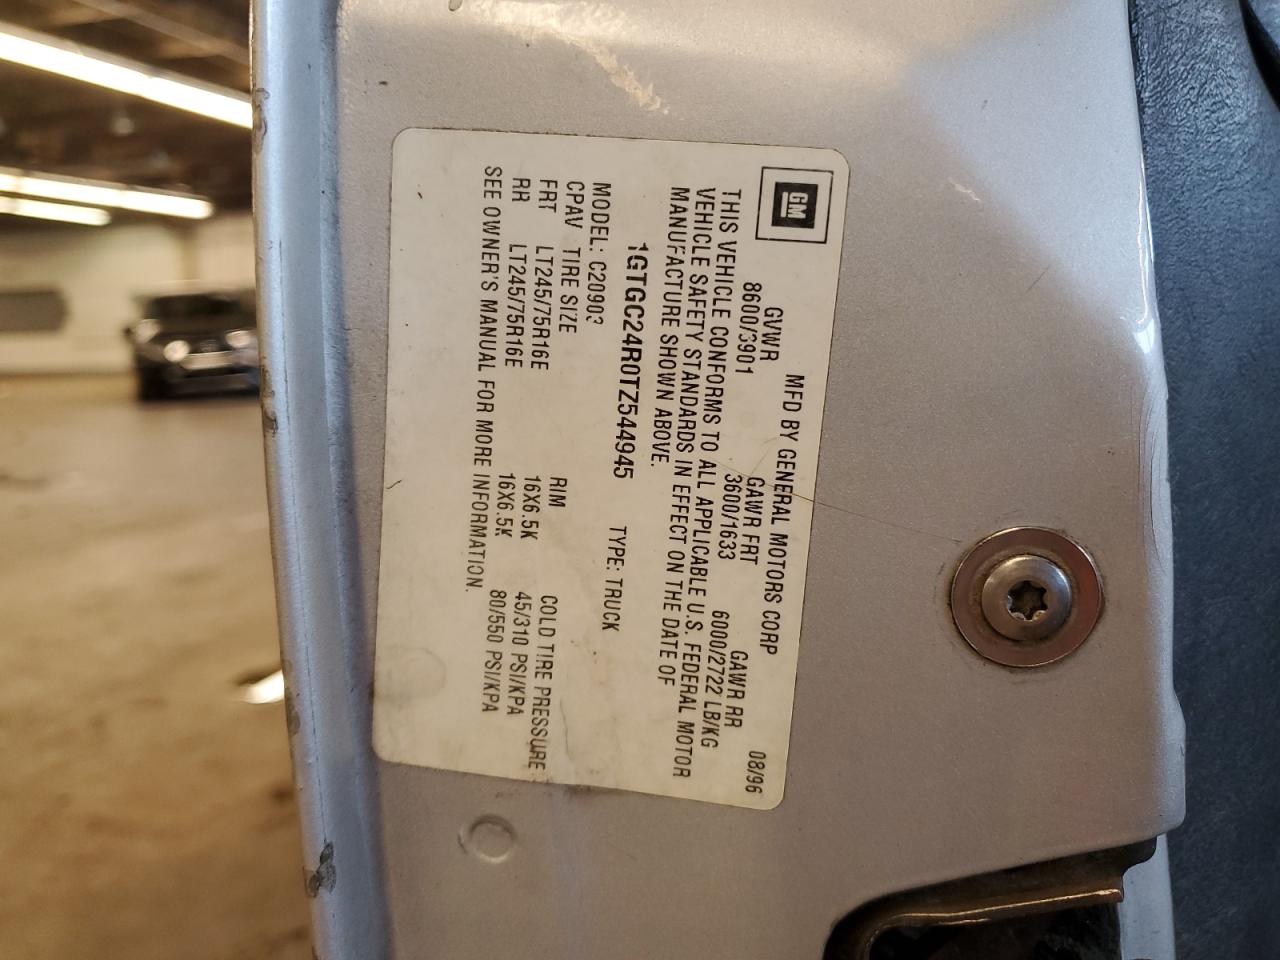 GM
MFD BY GENERAL MOTORS CORP 08/96
GVWR GAWR FRT GAWR RR
8600/3901 3600/1633 6000/2722 LB/KG
THIS VEHICLE CONFORMS TO ALL APPLICABLE U.S. FEDERAL MOTOR
VEHICLE SAFETY STANDARDS IN EFFECT ON THE DATE OF
MANUFACTURE SHOWN ABOVE.
1GTGC24R0TZ544945 TYPE: TRUCK
MODEL: C20903
CPAV TIRE SIZE RIM COLD TIRE PRESSURE
FRT LT245/75R16E 16X6.5K 45/310 PSI/KPA
RR LT245/75R16E 16X6.5K 80/550 PSI/KPA
SEE OWNER'S MANUAL FOR MORE INFORMATION.